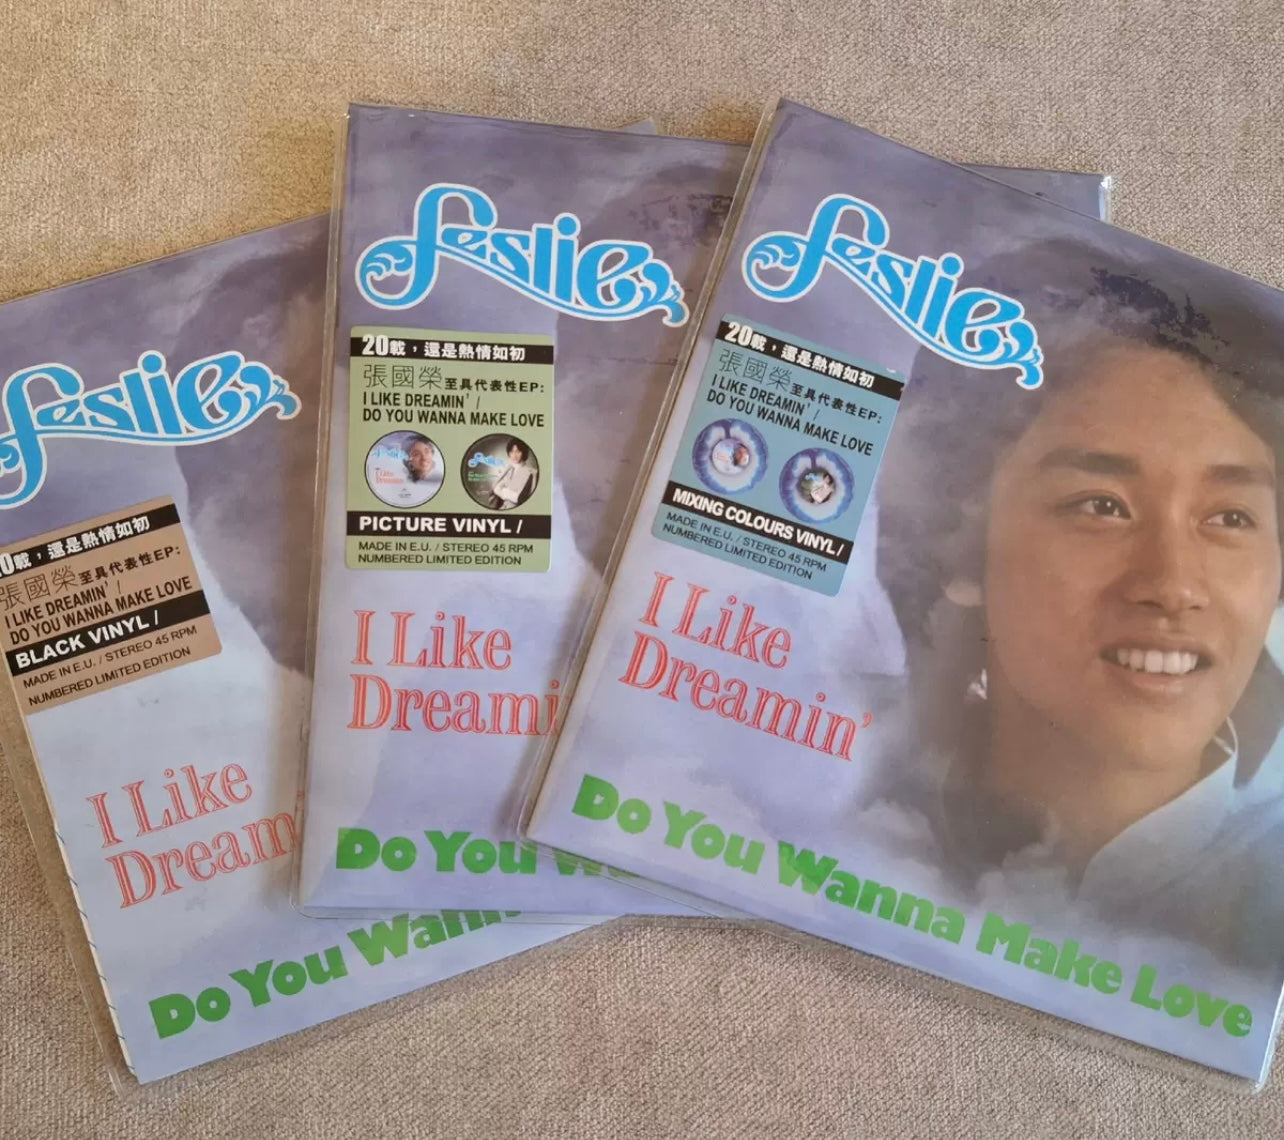 Leslie
20載，還是熱情如初
張國榮至具代表性EP:
I LIKE DREAMIN' /
DO YOU WANNA MAKE LOVE
BLACK VINYL /
MADE IN E.U. / STEREO 45 RPM
NUMBERED LIMITED EDITION
I Like
Dream
Do You Wann
Leslie
20載，還是熱情如初
張國榮至具代表性EP:
I LIKE DREAMIN' /
DO YOU WANNA MAKE LOVE
PICTURE VINYL /
MADE IN E.U. / STEREO 45 RPM
NUMBERED LIMITED EDITION
I Like
Dreami
Do You W
Leslie
20載，還是熱情如初
張國榮至具代表性EP:
I LIKE DREAMIN' /
DO YOU WANNA MAKE LOVE
MIXING COLOURS VINYL /
MADE IN E.U. / STEREO 45 RPM
NUMBERED LIMITED EDITION
I Like
Dreamin'
Do You Wanna Make Love